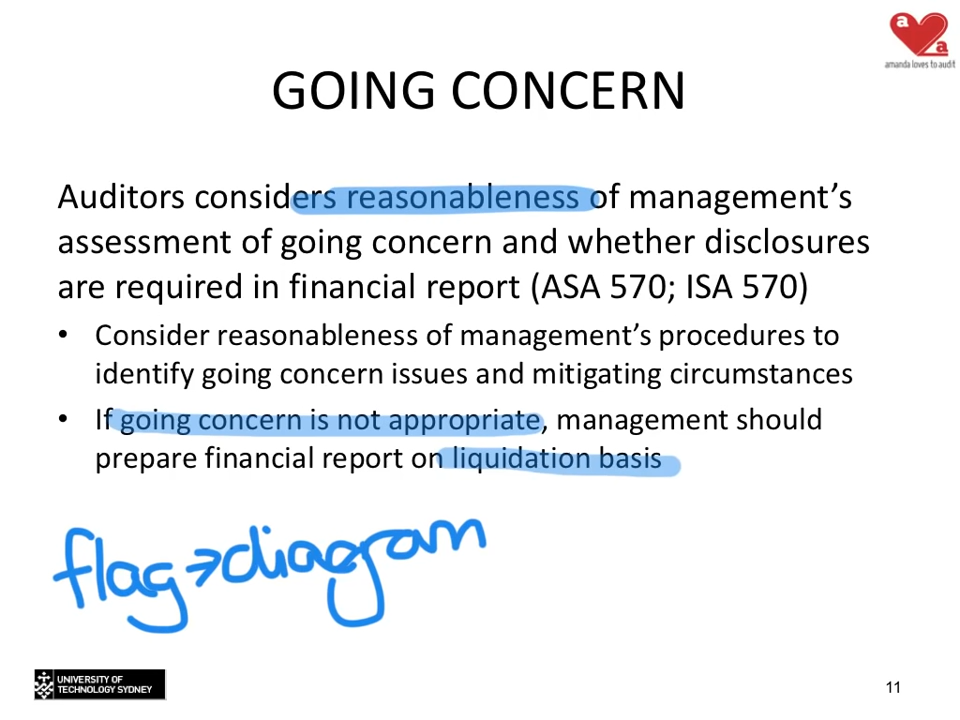 a
a
amanda loves to audit
GOING CONCERN
Auditors considers reasonableness of management's
assessment of going concern and whether disclosures
are required in financial report (ASA 570; ISA 570)
• Consider reasonableness of management's procedures to
identify going concern issues and mitigating circumstances
• If going concern is not appropriate, management should
prepare financial report on liquidation basis
flag → diagram
UNIVERSITY OF
TECHNOLOGY SYDNEY
11